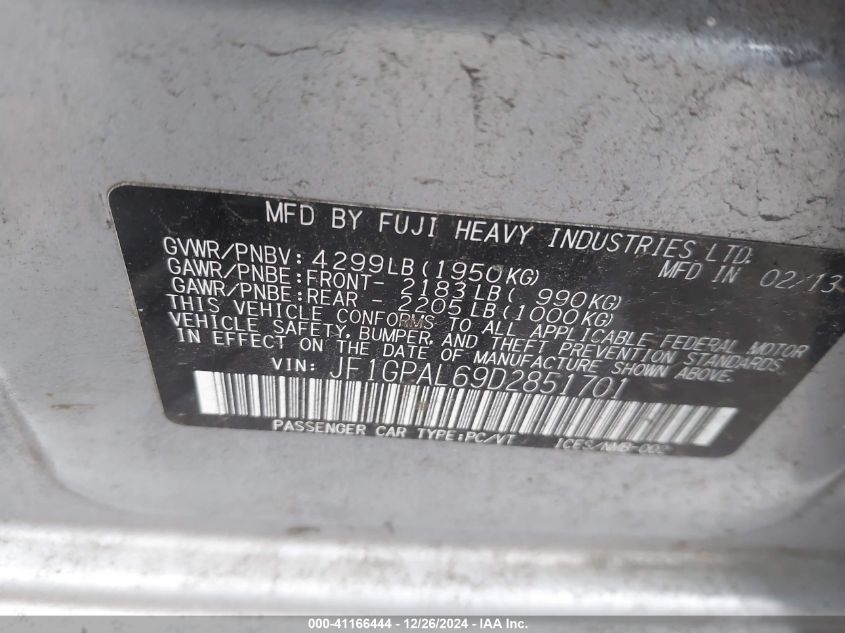 MFD BY FUJI HEAVY INDUSTRIES LTD.
MFD IN 02/13
GVWR/PNBV: 4299LB(1950KG)
GAWR/PNBE:FRONT- 2183LB( 990KG)
GAWR/PNBE:REAR - 2205LB(1000KG)
THIS VEHICLE CONFORMS TO ALL APPLICABLE FEDERAL MOTOR
VEHICLE SAFETY, BUMPER, AND THEFT PREVENTION STANDARDS
IN EFFECT ON THE DATE OF MANUFACTURE SHOWN ABOVE.
VIN: JF1GPAL69D2851701
PASSENGER CAR TYPE:PC/VT ICES/NMB-002
000-41166444 - 12/26/2024 - IAA Inc.